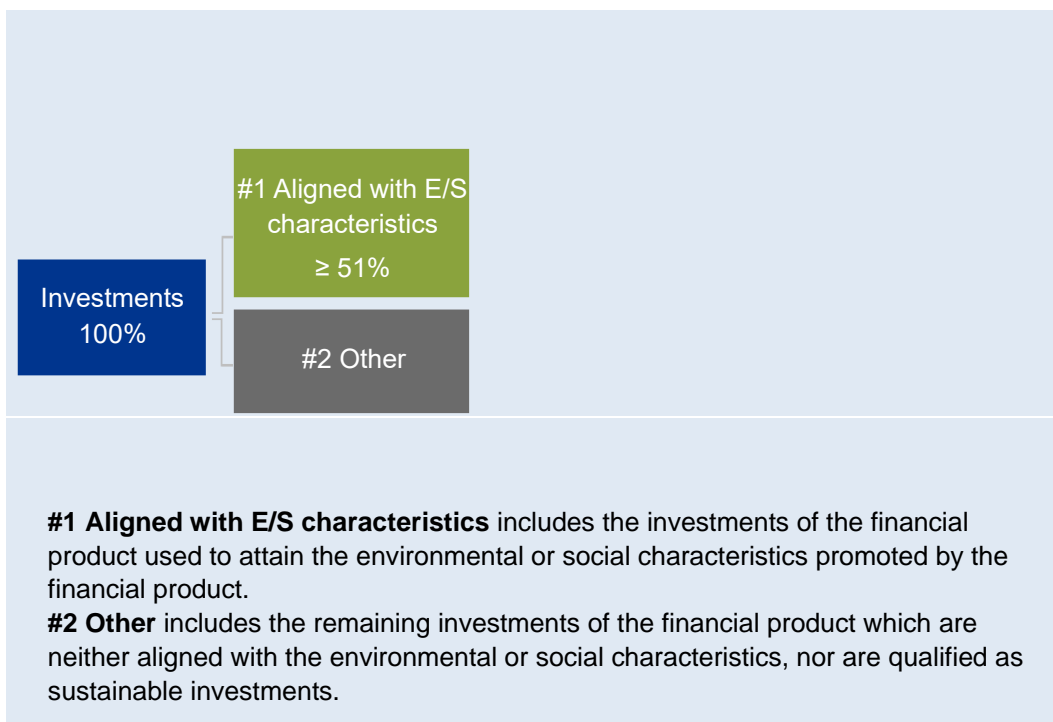 #1 Aligned with E/S
characteristics
≥ 51%
Investments
100%
#2 Other
#1 Aligned with E/S characteristics includes the investments of the financial
product used to attain the environmental or social characteristics promoted by the
financial product.
#2 Other includes the remaining investments of the financial product which are
neither aligned with the environmental or social characteristics, nor are qualified as
sustainable investments.